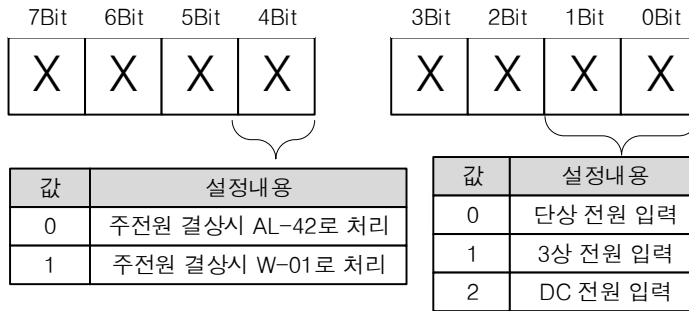 7Bit 6Bit 5Bit 4Bit 3Bit 2Bit 1Bit 0Bit
X X X X X X X X
값 설정내용
0 주전원 결상시 AL-42로 처리
1 주전원 결상시 W-01로 처리
값 설정내용
0 단상 전원 입력
1 3상 전원 입력
2 DC 전원 입력